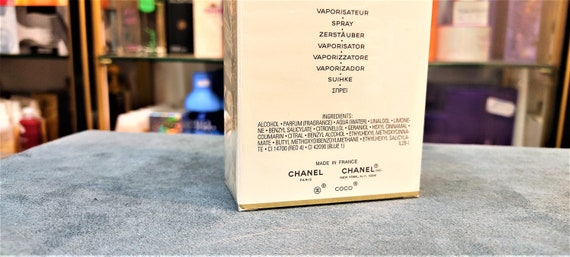 VAPORISATEUR
•
SPRAY
•
ZERSTÄUBER
•
VAPORISATOR
•
VAPORIZZATORE
•
VAPORIZADOR
•
SUIHKE
•
ΣΠΡΕΪ
INGREDIENTS:
ALCOHOL • PARFUM (FRAGRANCE) • AQUA (WATER) • LINALOOL • LIMONE-
NE • BENZYL SALICYLATE • CITRONELLOL • GERANIOL • HEXYL CINNAMAL •
COUMARIN • CITRAL • BENZYL ALCOHOL • ETHYLHEXYL METHOXYCINNA-
MATE • BUTYL METHOXYDIBENZOYLMETHANE • ETHYLHEXYL SALICYLA-
TE • CI 14700 (RED 4) • CI 42090 (BLUE 1)
MADE IN FRANCE
CHANEL CHANEL® INC.
PARIS NEW YORK, N.Y.
COCO®